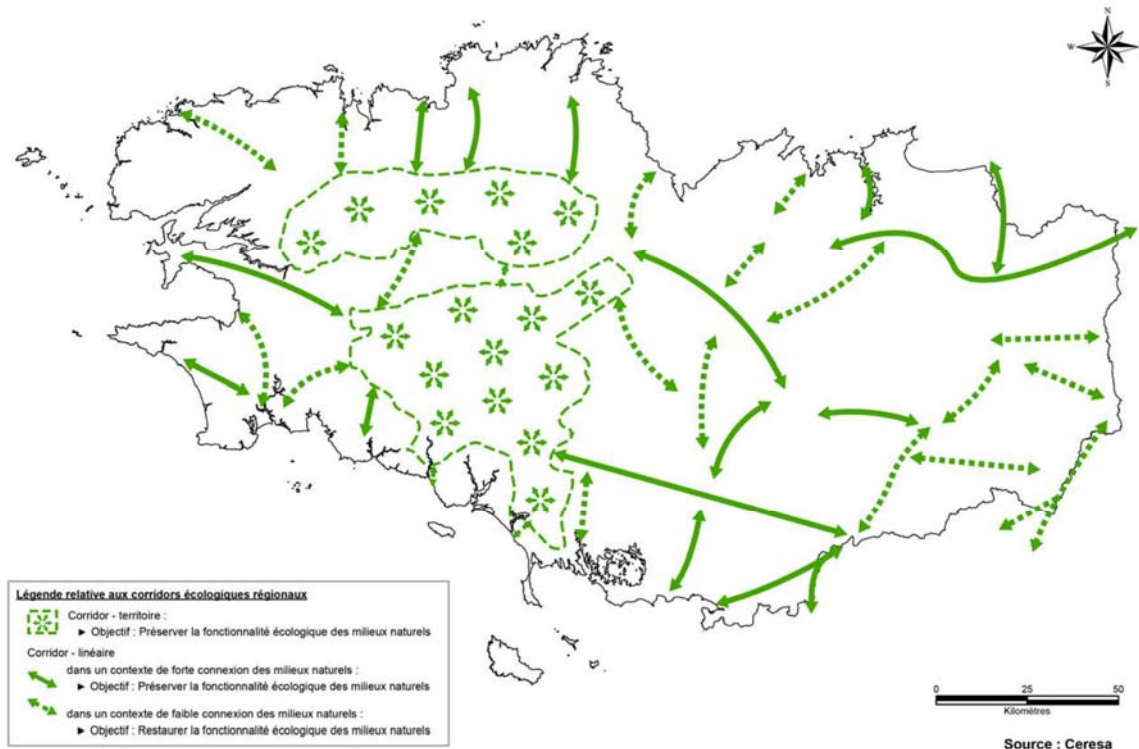 N
W
E
S
Légende relative aux corridors écologiques régionaux
Corridor - territoire :
► Objectif : Préserver la fonctionnalité écologique des milieux naturels
Corridor - linéaire
dans un contexte de forte connexion des milieux naturels :
► Objectif : Préserver la fonctionnalité écologique des milieux naturels
dans un contexte de faible connexion des milieux naturels :
► Objectif : Restaurer la fonctionnalité écologique des milieux naturels
0 25 50
Kilomètres
Source : Ceresa